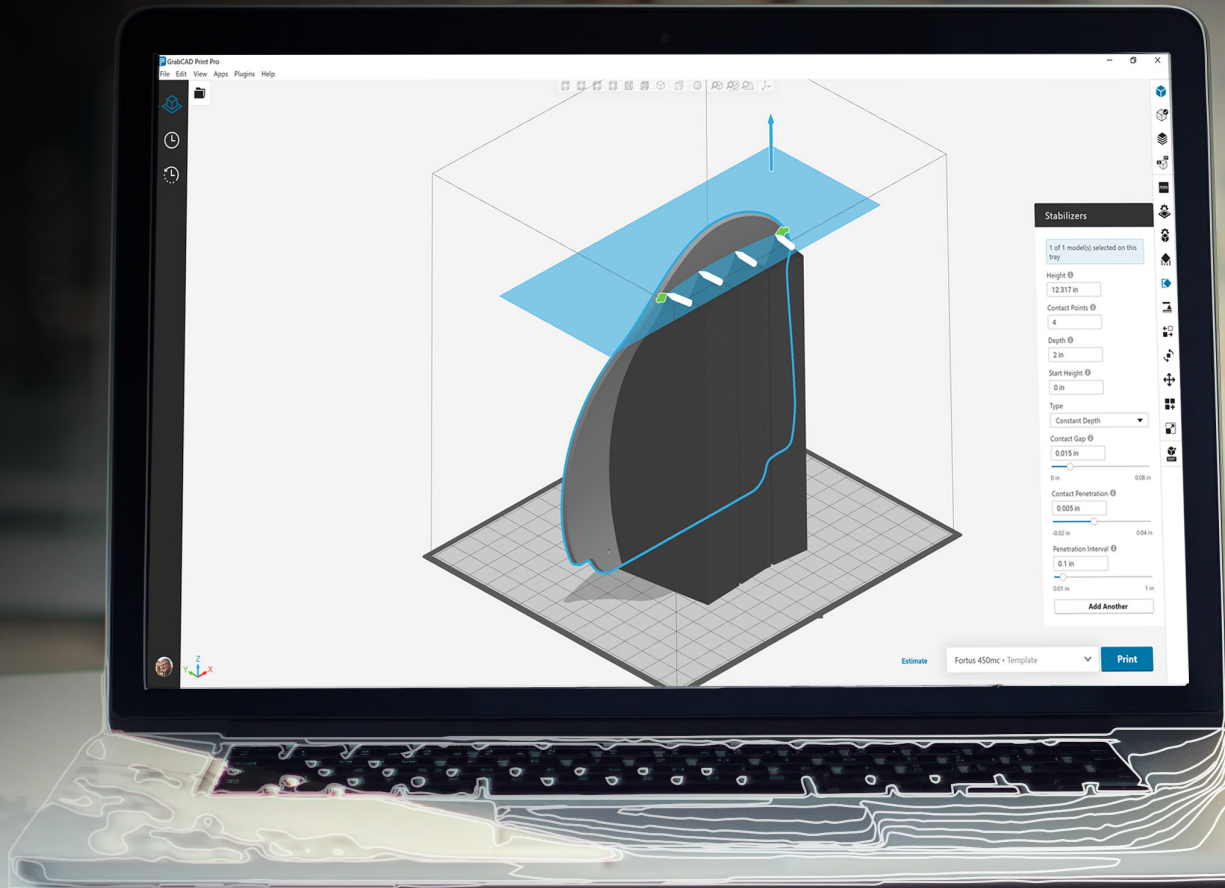 GrabCAD Print Pro
File Edit View Apps Plugins Help
mm
Stabilizers
1 of 1 model(s) selected on this
tray
Height
12.317 in
Contact Points
4
Depth
2 in
Start Height
0 in
Type
Constant Depth
Contact Gap
0.015 in
0 in 0.08 in
Contact Penetration
0.005 in
-0.02 in 0.04 in
Penetration Interval
0.1 in
0.01 in 1 in
Add Another
Z
Y X
Estimate Fortus 450mc • Template Print